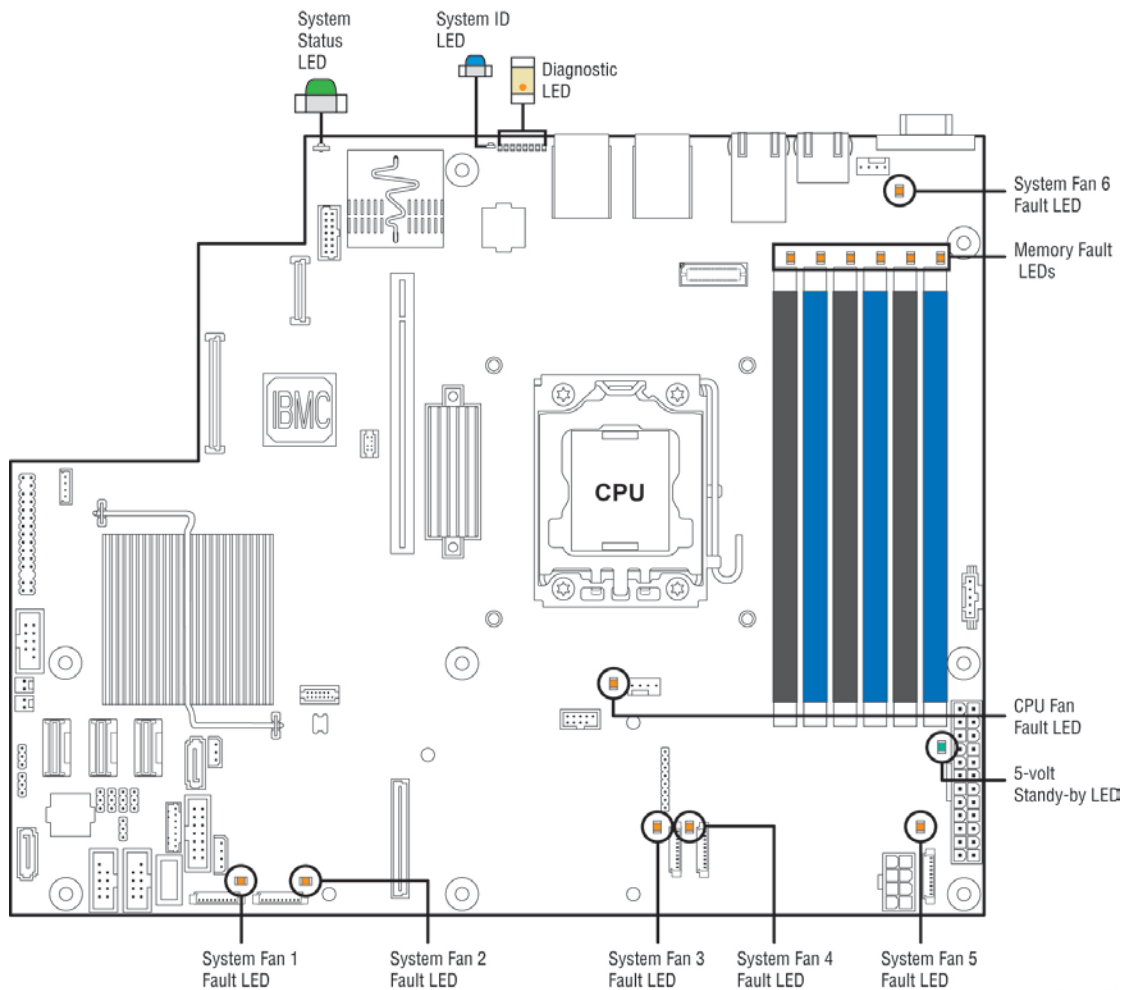 System
Status
LED
System ID
LED
Diagnostic
LED
System Fan 6
Fault LED
Memory Fault
LEDs
IBMC
CPU
CPU Fan
Fault LED
5-volt
Standy-by LED
System Fan 1
Fault LED
System Fan 2
Fault LED
System Fan 3
Fault LED
System Fan 4
Fault LED
System Fan 5
Fault LED